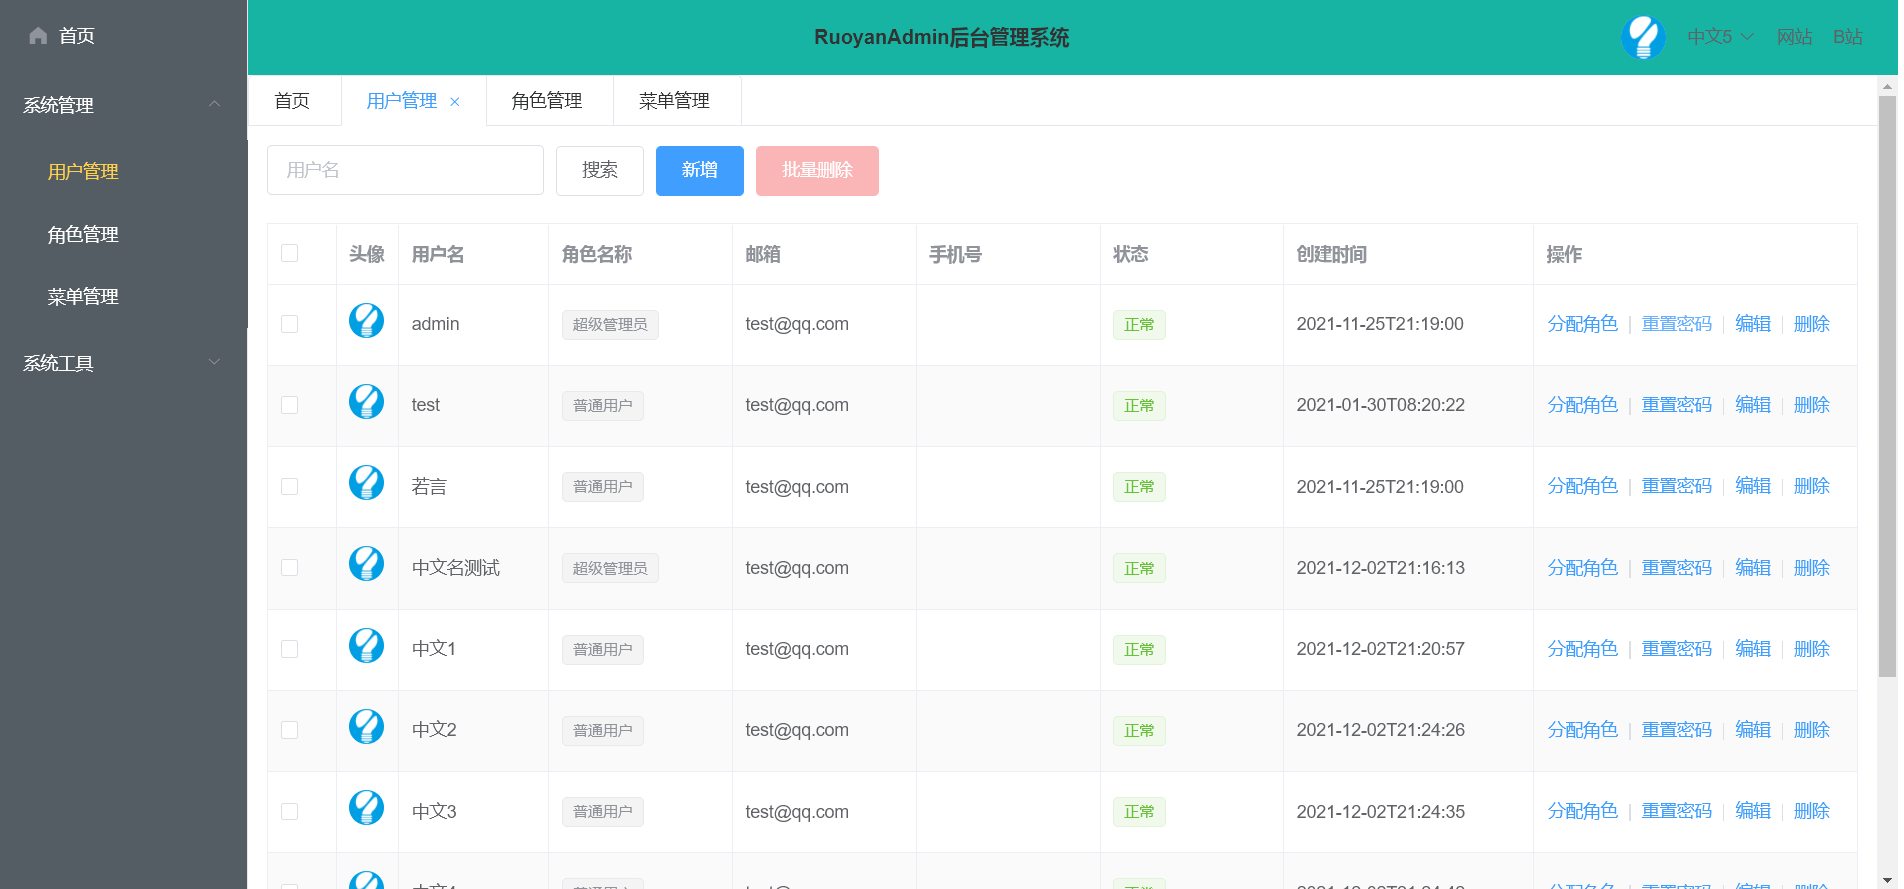 首页
系统管理
用户管理
角色管理
菜单管理
系统工具
RuoyanAdmin后台管理系统
中文5 网站 B站
首页 用户管理 × 角色管理 菜单管理
用户名 搜索 新增 批量删除
头像 用户名 角色名称 邮箱 手机号 状态 创建时间 操作
admin 超级管理员 test@qq.com 正常 2021-11-25T21:19:00 分配角色 | 重置密码 | 编辑 | 删除
test 普通用户 test@qq.com 正常 2021-01-30T08:20:22 分配角色 | 重置密码 | 编辑 | 删除
若言 普通用户 test@qq.com 正常 2021-11-25T21:19:00 分配角色 | 重置密码 | 编辑 | 删除
中文名测试 超级管理员 test@qq.com 正常 2021-12-02T21:16:13 分配角色 | 重置密码 | 编辑 | 删除
中文1 普通用户 test@qq.com 正常 2021-12-02T21:20:57 分配角色 | 重置密码 | 编辑 | 删除
中文2 普通用户 test@qq.com 正常 2021-12-02T21:24:26 分配角色 | 重置密码 | 编辑 | 删除
中文3 普通用户 test@qq.com 正常 2021-12-02T21:24:35 分配角色 | 重置密码 | 编辑 | 删除